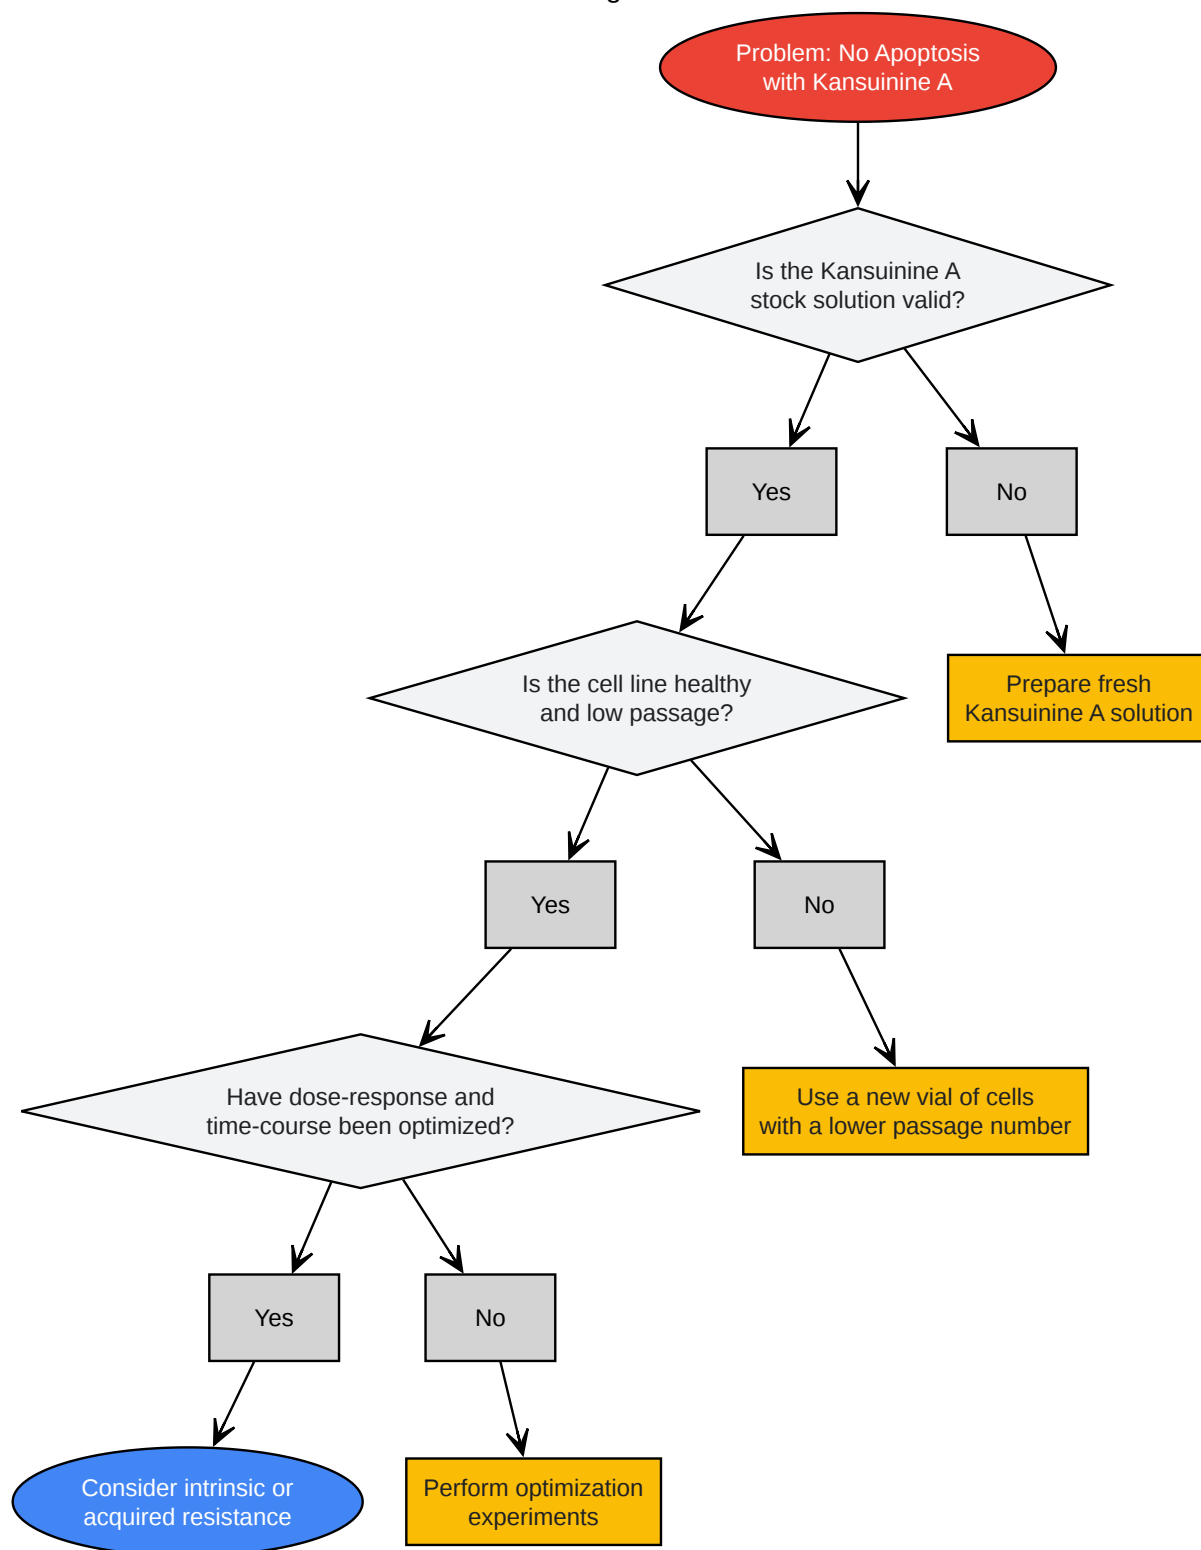 Problem: No Apoptosis
with Kansuinine A
Is the Kansuinine A
stock solution valid?
Yes
No
Is the cell line healthy
and low passage?
Prepare fresh
Kansuinine A solution
Yes
No
Have dose-response and
time-course been optimized?
Use a new vial of cells
with a lower passage number
Yes
No
Consider intrinsic or
acquired resistance
Perform optimization
experiments